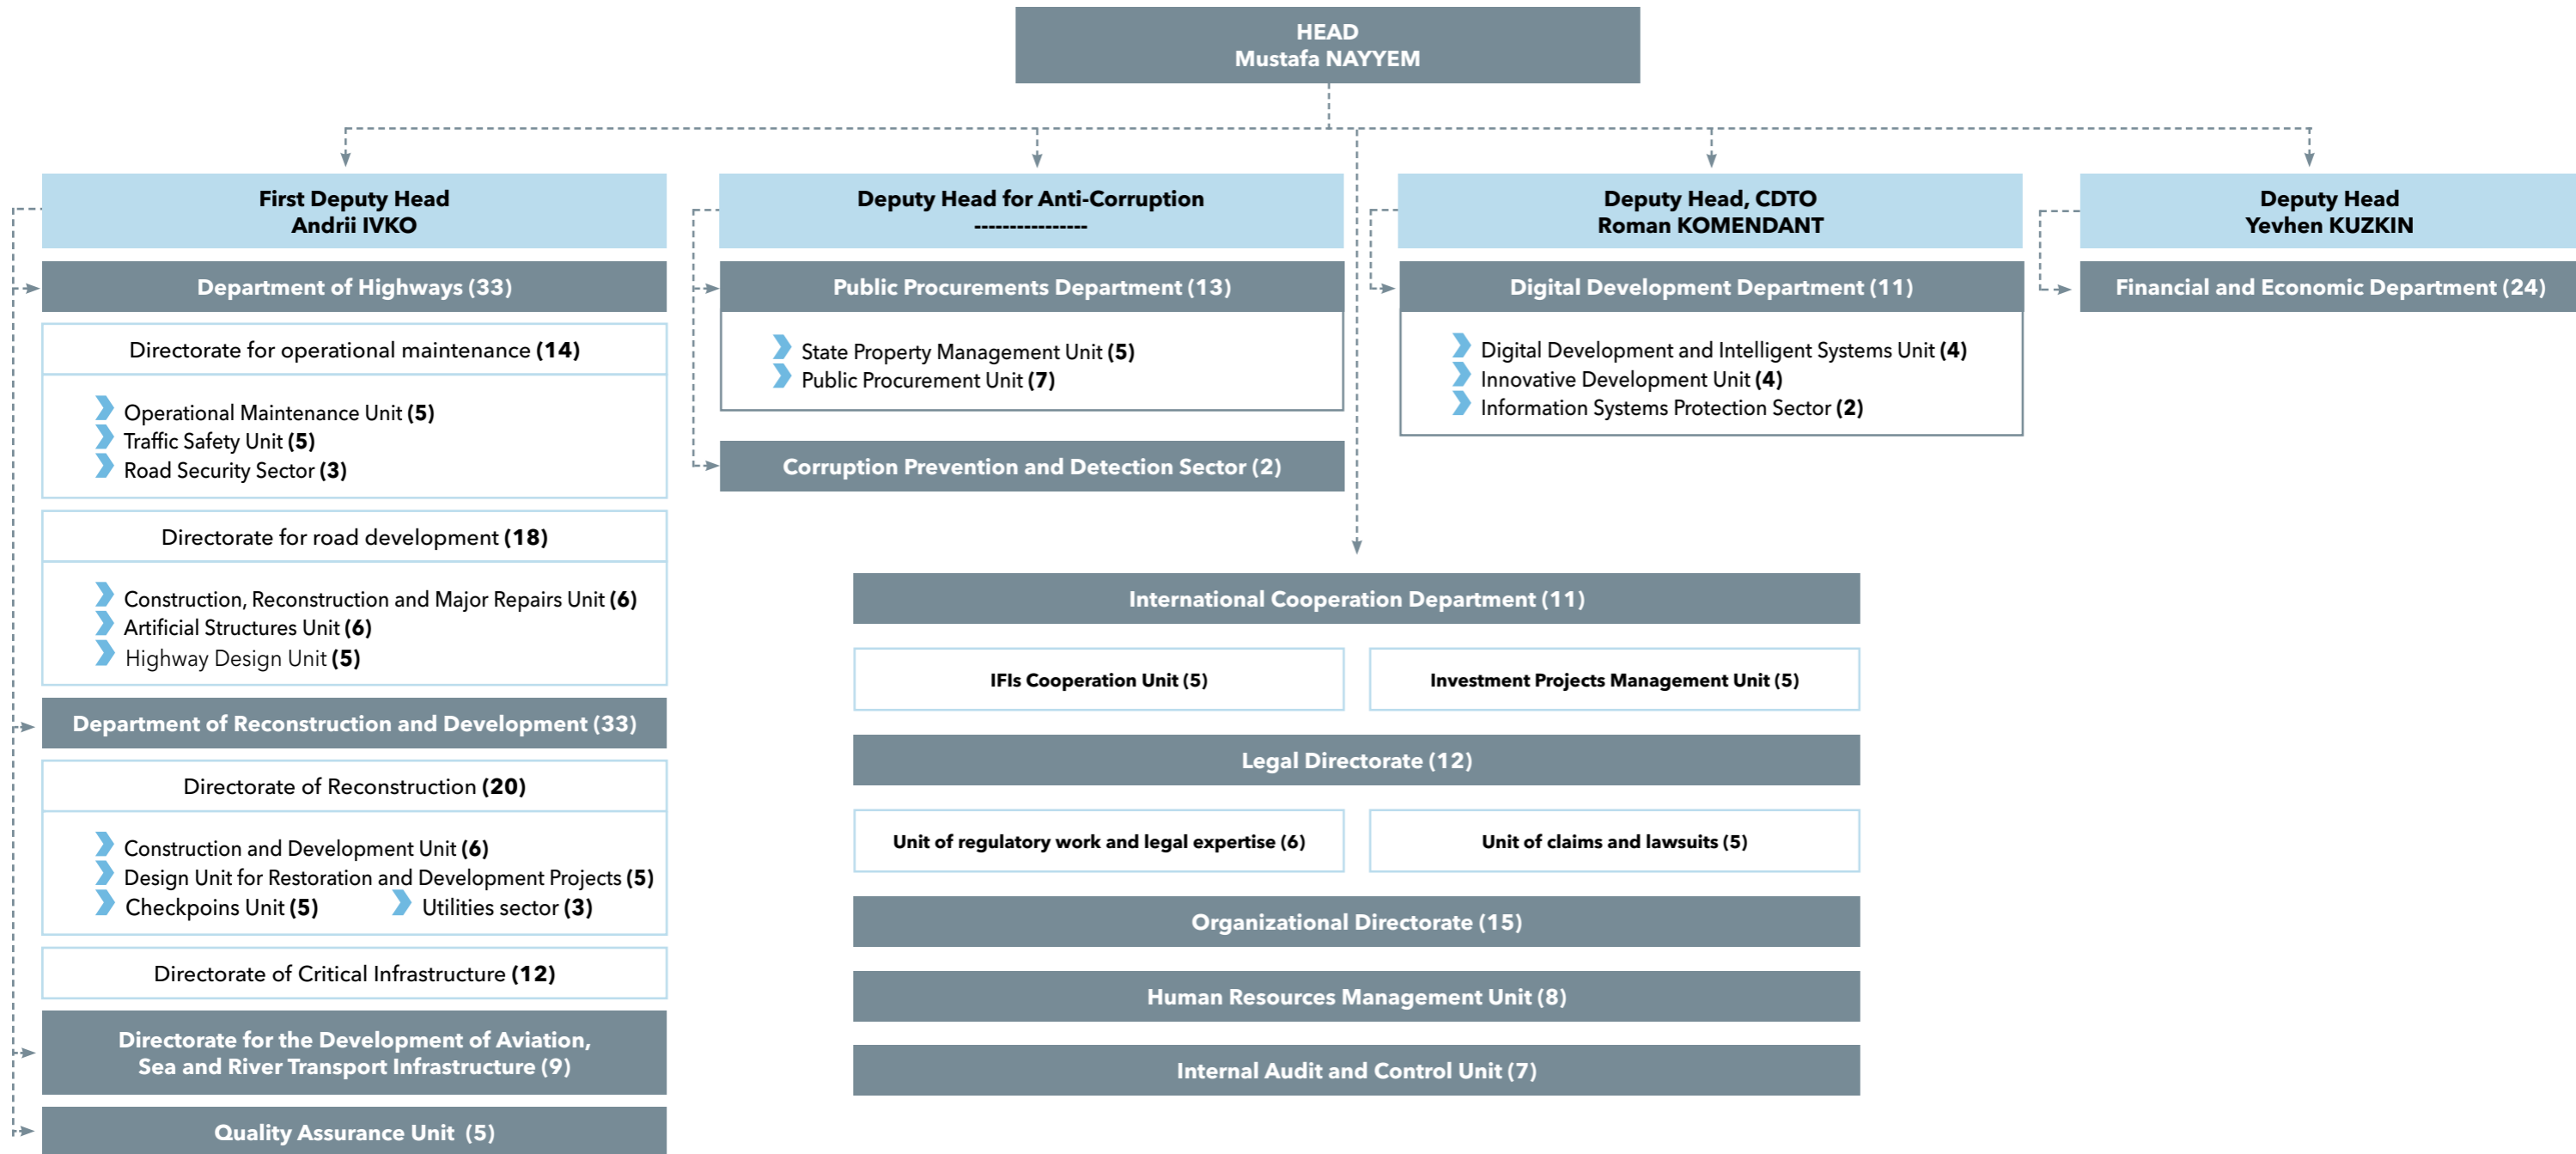 HEAD
Mustafa NAYYEM
First Deputy Head
Andrii IVKO
Department of Highways (33)
Directorate for operational maintenance (14)
Operational Maintenance Unit (5)
Traffic Safety Unit (5)
Road Security Sector (3)
Directorate for road development (18)
Construction, Reconstruction and Major Repairs Unit (6)
Artificial Structures Unit (6)
Highway Design Unit (5)
Department of Reconstruction and Development (33)
Directorate of Reconstruction (20)
Construction and Development Unit (6)
Design Unit for Restoration and Development Projects (5)
Checkpoins Unit (5) Utilities sector (3)
Directorate of Critical Infrastructure (12)
Directorate for the Development of Aviation,
Sea and River Transport Infrastructure (9)
Quality Assurance Unit (5)
Deputy Head for Anti-Corruption
----------------
Public Procurements Department (13)
State Property Management Unit (5)
Public Procurement Unit (7)
Corruption Prevention and Detection Sector (2)
Deputy Head, CDTO
Roman KOMENDANT
Digital Development Department (11)
Digital Development and Intelligent Systems Unit (4)
Innovative Development Unit (4)
Information Systems Protection Sector (2)
Deputy Head
Yevhen KUZKIN
Financial and Economic Department (24)
International Cooperation Department (11)
IFIs Cooperation Unit (5)
Investment Projects Management Unit (5)
Legal Directorate (12)
Unit of regulatory work and legal expertise (6)
Unit of claims and lawsuits (5)
Organizational Directorate (15)
Human Resources Management Unit (8)
Internal Audit and Control Unit (7)